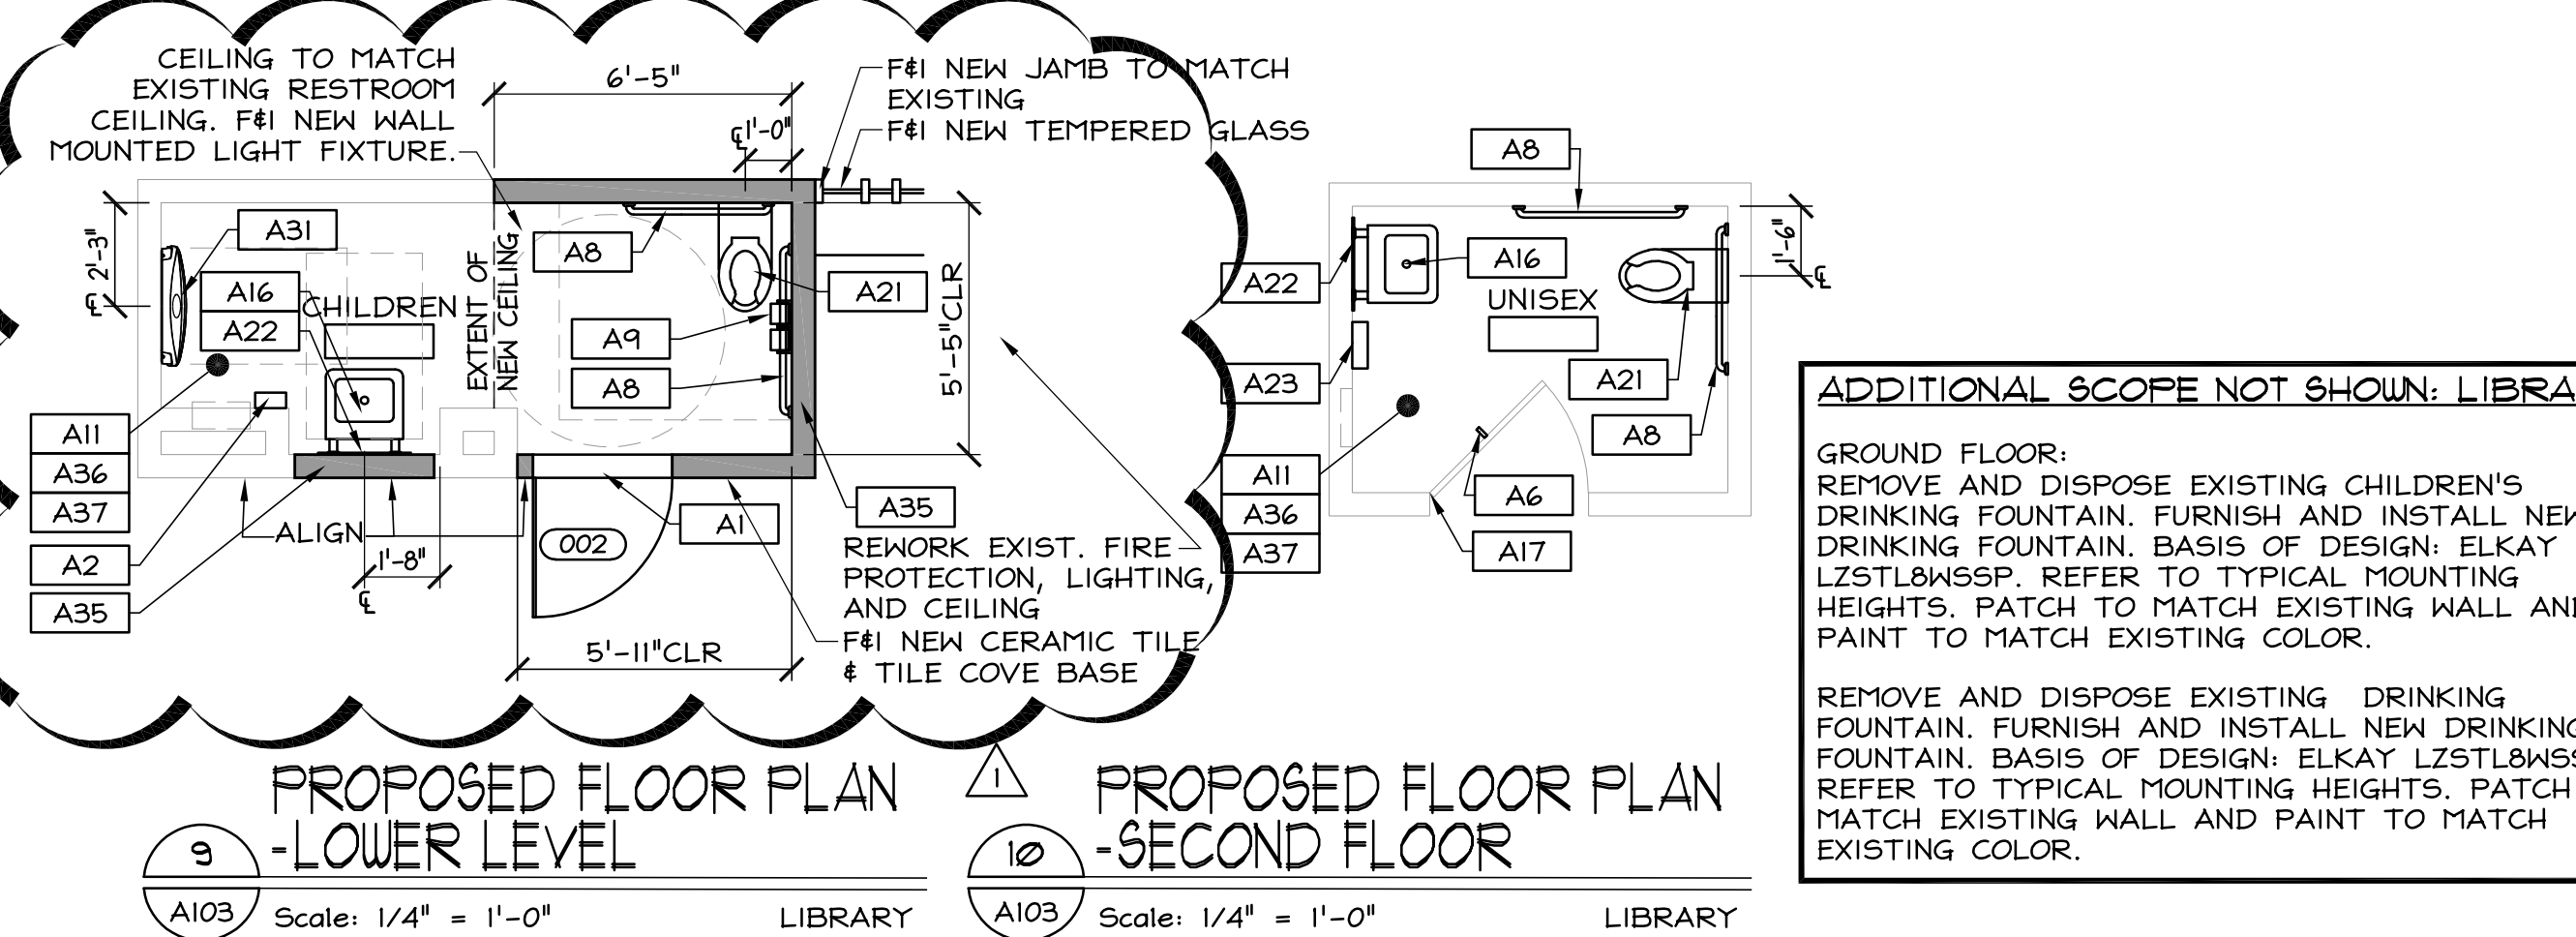 CEILING TO MATCH
EXISTING RESTROOM
CEILING. F&I NEW WALL
MOUNTED LIGHT FIXTURE.
6'-5"
℄
1'-0"
F&I NEW JAMB TO MATCH
EXISTING
F&I NEW TEMPERED GLASS
2'-3"
℄
A31
A16
A22
CHILDREN
EXTENT OF
NEW CEILING
A8
A9
A8
A21
5'-5"CLR
A11
A36
A37
A2
A35
ALIGN
1'-8"
℄
002
A1
A35
REWORK EXIST. FIRE
PROTECTION, LIGHTING,
AND CEILING
F&I NEW CERAMIC TILE
& TILE COVE BASE
5'-11"CLR
A8
A22
A16
UNISEX
1'-6"
℄
A23
A21
A8
A11
A36
A37
A6
A17
PROPOSED FLOOR PLAN
-LOWER LEVEL
9
A103
Scale: 1/4" = 1'-0"
LIBRARY
1
PROPOSED FLOOR PLAN
-SECOND FLOOR
10
A103
Scale: 1/4" = 1'-0"
LIBRARY
ADDITIONAL SCOPE NOT SHOWN: LIBRA
GROUND FLOOR:
REMOVE AND DISPOSE EXISTING CHILDREN'S
DRINKING FOUNTAIN. FURNISH AND INSTALL NEW
DRINKING FOUNTAIN. BASIS OF DESIGN: ELKAY
LZSTL8WSSP. REFER TO TYPICAL MOUNTING
HEIGHTS. PATCH TO MATCH EXISTING WALL AND
PAINT TO MATCH EXISTING COLOR.
REMOVE AND DISPOSE EXISTING DRINKING
FOUNTAIN. FURNISH AND INSTALL NEW DRINKING
FOUNTAIN. BASIS OF DESIGN: ELKAY LZSTL8WSS
REFER TO TYPICAL MOUNTING HEIGHTS. PATCH
MATCH EXISTING WALL AND PAINT TO MATCH
EXISTING COLOR.